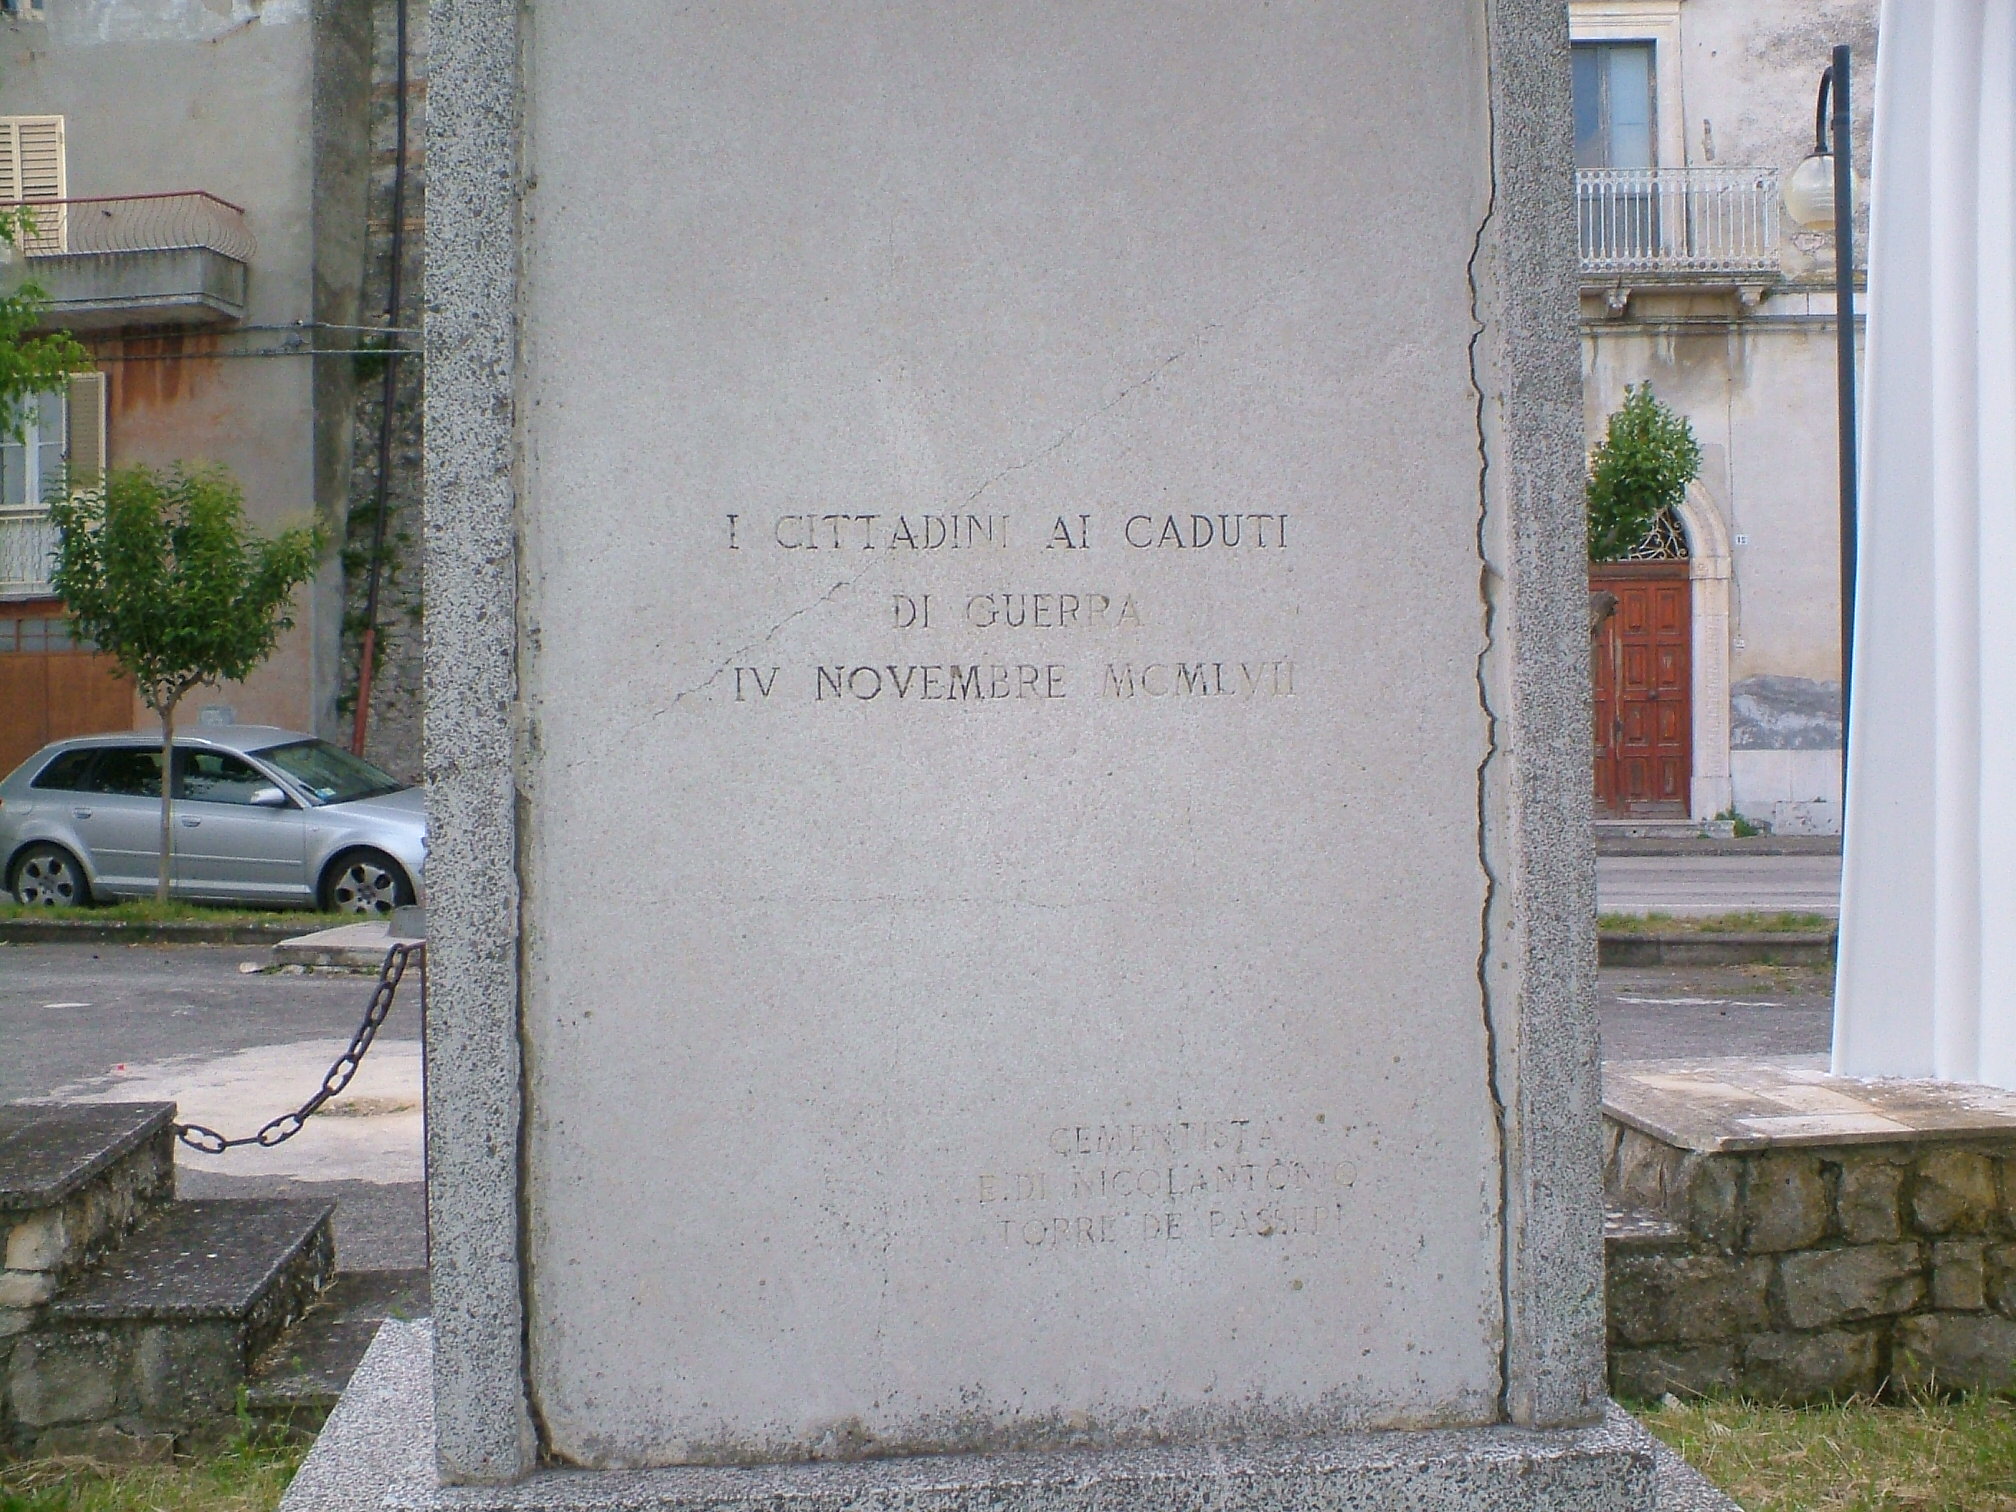 I CITTADINI AI CADUTI
DI GUERRA
IV NOVEMBRE MCMLVII
CEMENTISTA
E.DI NICOLANTONIO
TORRE DE PASSERI